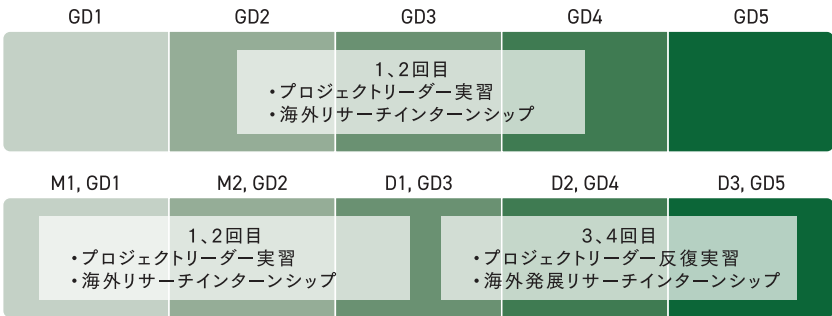 GD1 GD2 GD3 GD4 GD5
1、2回目
・プロジェクトリーダー実習
・海外リサーチインターンシップ
M1, GD1 M2, GD2 D1, GD3 D2, GD4 D3, GD5
1、2回目
・プロジェクトリーダー実習
・海外リサーチインターンシップ
3、4回目
・プロジェクトリーダー反復実習
・海外発展リサーチインターンシップ